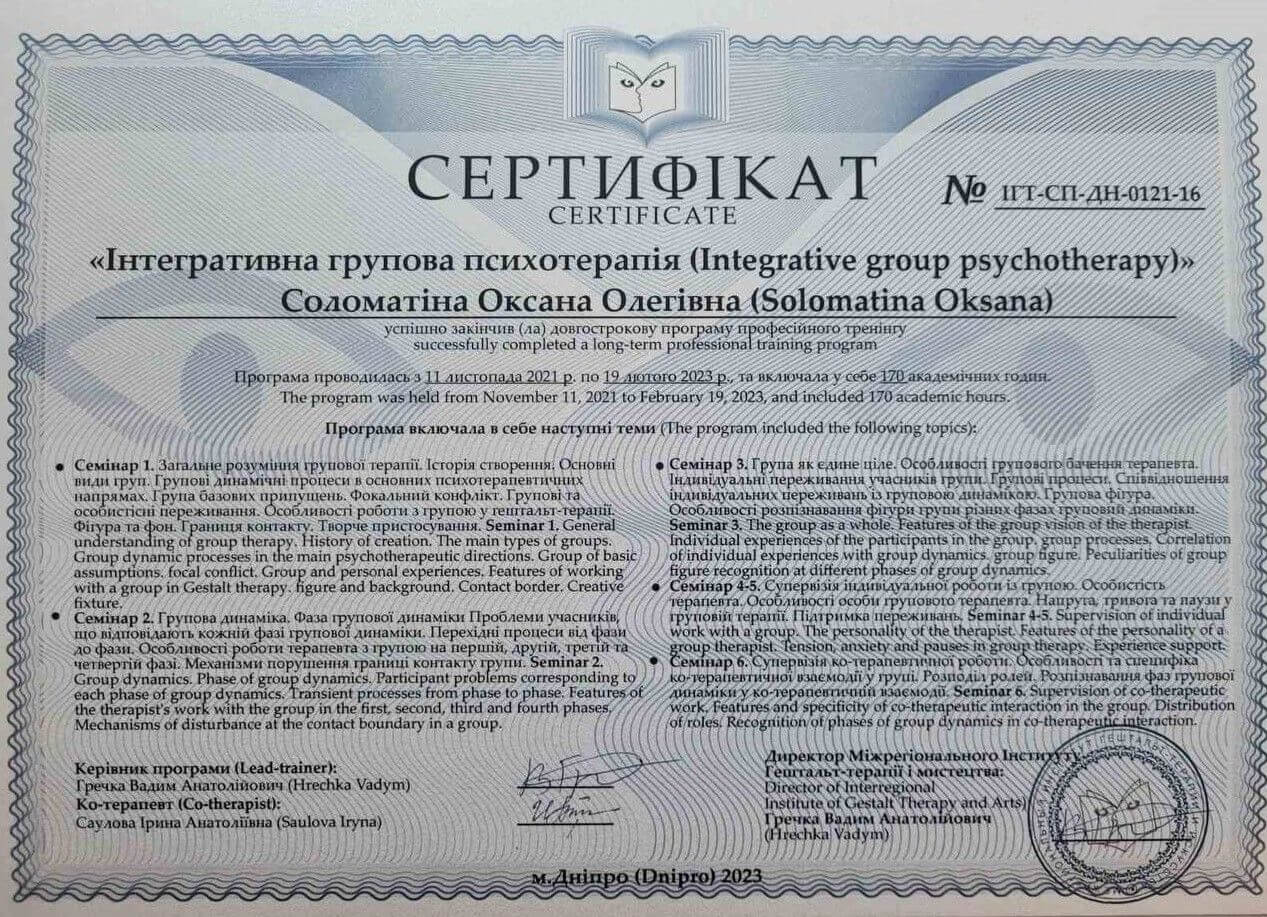 СЕРТИФІКАТ
CERTIFICATE
№ ІГТ-СП-ДН-0121-16
«Інтегративна групова психотерапія (Integrative group psychotherapy)»
Соломатіна Оксана Олегівна (Solomatina Oksana)
успішно закінчив (ла) довгострокову програму професійного тренінгу
successfully completed a long-term professional training program
Програма проводилась з 11 листопада 2021 р. по 19 лютого 2023 р., та включала у себе 170 академічних годин.
The program was held from November 11, 2021 to February 19, 2023, and included 170 academic hours.
Програма включала в себе наступні теми (The program included the following topics):
• Семінар 1. Загальне розуміння групової терапії. Історія створення. Основні
види груп. Групові динамічні процеси в основних психотерапевтичних
напрямах. Група базових припущень. Фокальний конфлікт. Групові та
особистісні переживання. Особливості роботи з групою у гештальт-терапії.
Фігура та фон. Границя контакту. Творче пристосування. Seminar 1. General
understanding of group therapy. History of creation. The main types of groups.
Group dynamic processes in the main psychotherapeutic directions. Group of basic
assumptions. focal conflict. Group and personal experiences. Features of working
with a group in Gestalt therapy. figure and background. Contact border. Creative
fixture.
• Семінар 2. Групова динаміка. Фаза групової динаміки Проблеми учасників,
що відповідають кожній фазі групової динаміки. Перехідні процеси від фази
до фази. Особливості роботи терапевта з групою на першій, другій, третій та
четвертій фазі. Механізми порушення границі контакту групи. Seminar 2.
Group dynamics. Phase of group dynamics. Participant problems corresponding to
each phase of group dynamics. Transient processes from phase to phase. Features of
the therapist's work with the group in the first, second, third and fourth phases.
Mechanisms of disturbance at the contact boundary in a group.
• Семінар 3. Група як єдине ціле. Особливості групового бачення терапевта.
Індивідуальні переживання учасників групи. Групові процеси. Співвідношення
індивідуальних переживань із груповою динамікою. Групова фігура.
Особливості розпізнавання фігури групи різних фазах груповий динаміки.
Seminar 3. The group as a whole. Features of the group vision of the therapist.
Individual experiences of the participants in the group. group processes. Correlation
of individual experiences with group dynamics. group figure. Peculiarities of group
figure recognition at different phases of group dynamics.
• Семінар 4-5. Супервізія індивідуальної роботи із групою. Особистість
терапевта. Особливості особи групового терапевта. Напруга, тривога та паузи у
груповій терапії. Підтримка переживань. Seminar 4-5. Supervision of individual
work with a group. The personality of the therapist. Features of the personality of a
group therapist. Tension, anxiety and pauses in group therapy. Experience support.
• Семінар 6. Супервізія ко-терапевтичної роботи. Особливості та специфіка
ко-терапевтичної взаємодії у групі. Розподіл ролей. Розпізнавання фаз групової
динаміки у ко-терапевтичній взаємодії. Seminar 6. Supervision of co-therapeutic
work. Features and specificity of co-therapeutic interaction in the group. Distribution
of roles. Recognition of phases of group dynamics in co-therapeutic interaction.
Керівник програми (Lead-trainer):
Гречка Вадим Анатолійович (Hrechka Vadym)
Ко-терапевт (Co-therapist):
Саулова Ірина Анатоліївна (Saulova Iryna)
Директор Міжрегіонального Інституту
Гештальт-терапії і мистецтва:
Director of Interregional
Institute of Gestalt Therapy and Arts)
Гречка Вадим Анатолійович
(Hrechka Vadym)
м.Дніпро (Dnipro) 2023